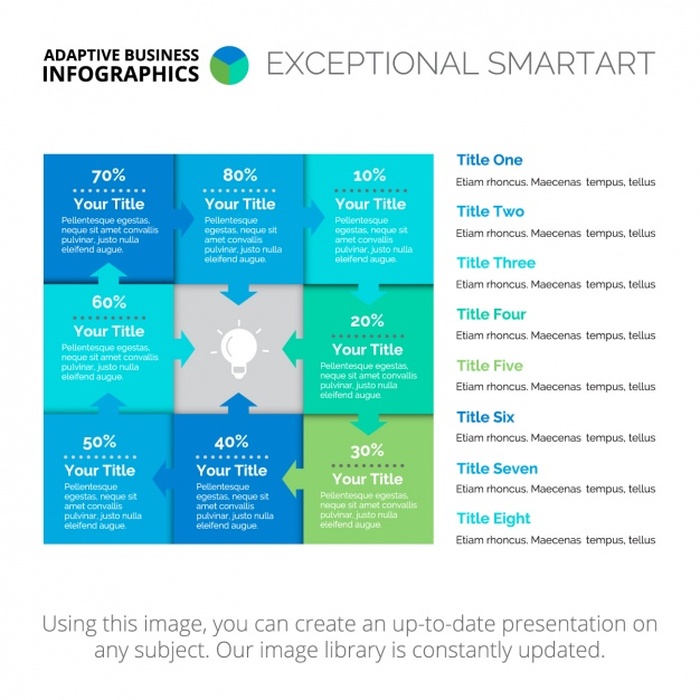 ADAPTIVE BUSINESS
INFOGRAPHICS
EXCEPTIONAL SMARTART
70%
Your Title
Pellentesque egestas,
neque sit amet convallis
pulvinar, justo nulla
eleifend augue.
80%
Your Title
Pellentesque
egestas, neque sit
amet convallis
pulvinar, justo nulla
eleifend augue.
10%
Your Title
Pellentesque
egestas, neque sit
amet convallis
pulvinar, justo nulla
eleifend augue.
60%
Your Title
Pellentesque egestas,
neque sit amet convallis
pulvinar, justo nulla
eleifend augue.
20%
Your Title
Pellentesque egestas,
neque sit amet convallis
pulvinar, justo nulla
eleifend augue.
50%
Your Title
Pellentesque
egestas, neque sit
amet convallis
pulvinar, justo nulla
eleifend augue.
40%
Your Title
Pellentesque
egestas, neque sit
amet convallis
pulvinar, justo nulla
eleifend augue.
30%
Your Title
Pellentesque egestas,
neque sit amet convallis
pulvinar, justo nulla
eleifend augue.
Title One
Etiam rhoncus. Maecenas tempus, tellus
Title Two
Etiam rhoncus. Maecenas tempus, tellus
Title Three
Etiam rhoncus. Maecenas tempus, tellus
Title Four
Etiam rhoncus. Maecenas tempus, tellus
Title Five
Etiam rhoncus. Maecenas tempus, tellus
Title Six
Etiam rhoncus. Maecenas tempus, tellus
Title Seven
Etiam rhoncus. Maecenas tempus, tellus
Title Eight
Etiam rhoncus. Maecenas tempus, tellus
Using this image, you can create an up-to-date presentation on
any subject. Our image library is constantly updated.